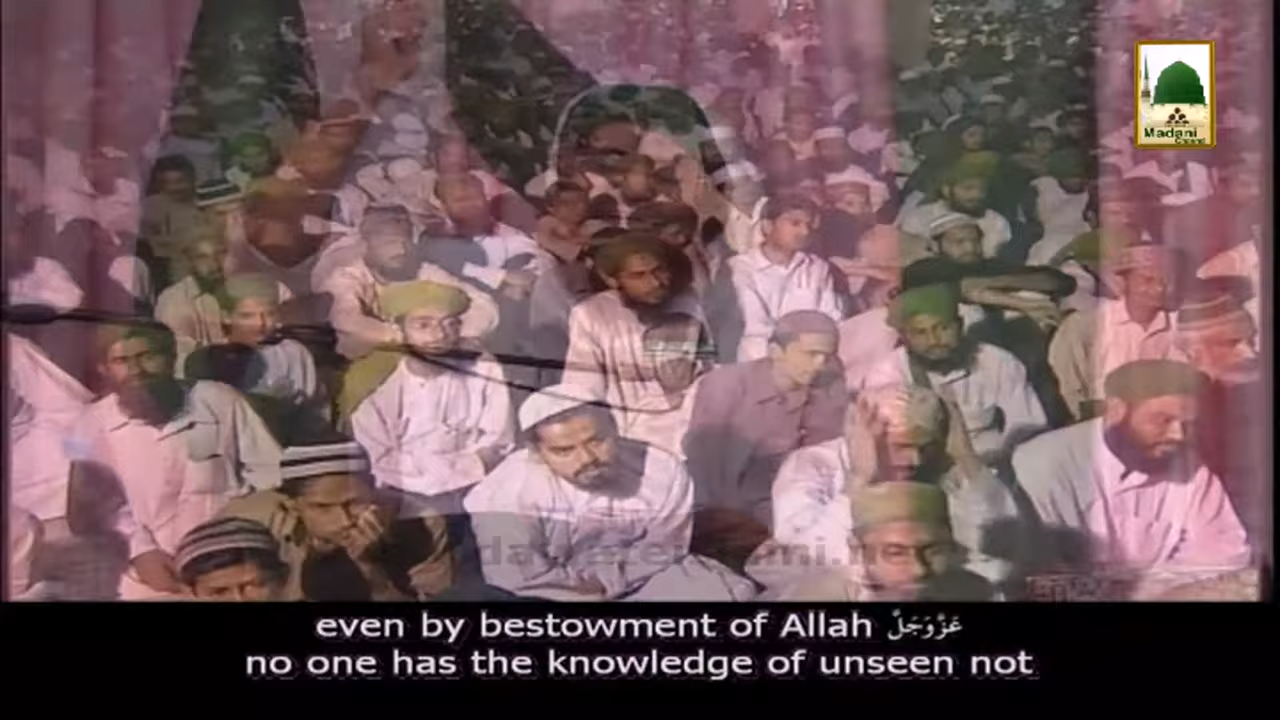 Madani
even by bestowment of Allah عَزَّوَجَلَّ
no one has the knowledge of unseen not